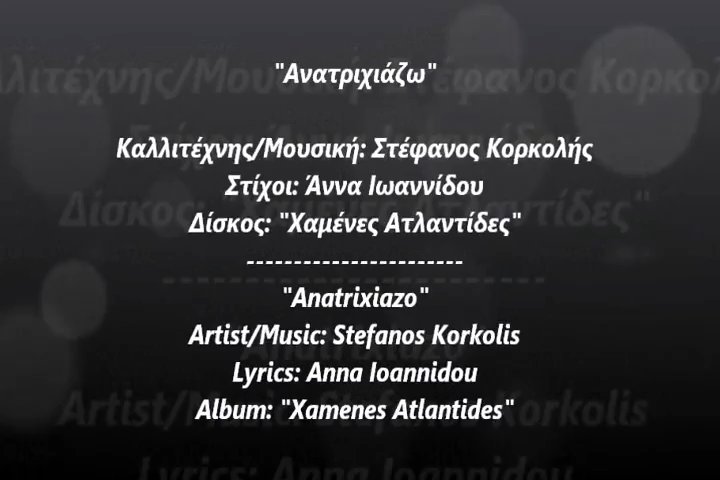 "Ανατριχιάζω"
Καλλιτέχνης/Μουσική: Στέφανος Κορκολής
Στίχοι: Άννα Ιωαννίδου
Δίσκος: "Χαμένες Ατλαντίδες"
-----------------------
"Anatrixiazo"
Artist/Music: Stefanos Korkolis
Lyrics: Anna Ioannidou
Album: "Xamenes Atlantides"